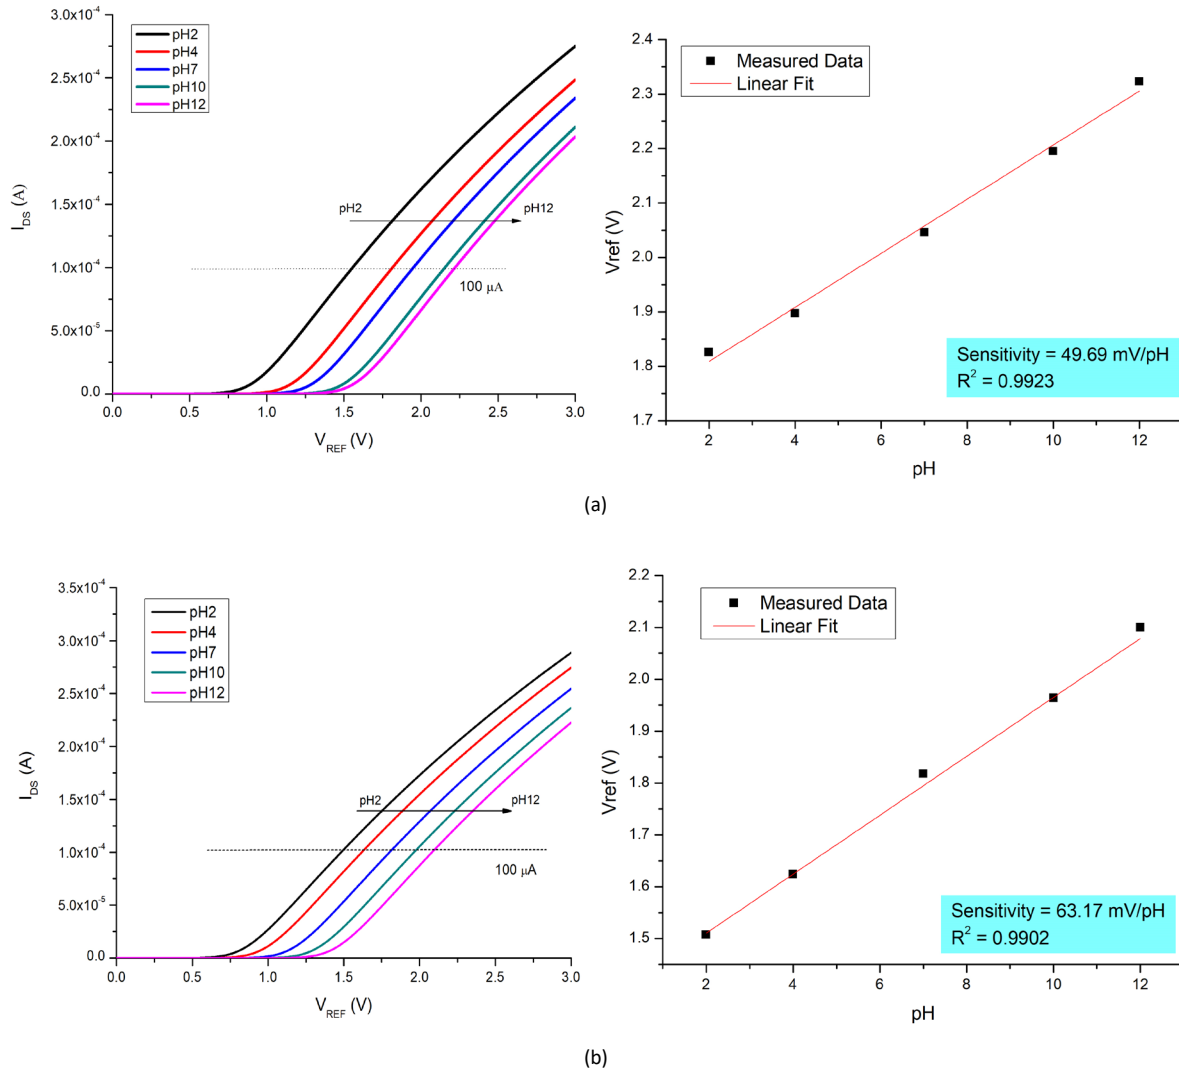 3.0x10⁻⁴
2.5x10⁻⁴
2.0x10⁻⁴
1.5x10⁻⁴
1.0x10⁻⁴
5.0x10⁻⁵
0.0
I_DS (A)
pH2
pH4
pH7
pH10
pH12
pH2
pH12
100 μA
0.0 0.5 1.0 1.5 2.0 2.5 3.0
V_REF (V)
2.4
2.3
2.2
2.1
2.0
1.9
1.8
1.7
Vref (V)
Measured Data
Linear Fit
Sensitivity = 49.69 mV/pH
R² = 0.9923
2 4 6 8 10 12
pH
(a)
3.5x10⁻⁴
3.0x10⁻⁴
2.5x10⁻⁴
2.0x10⁻⁴
1.5x10⁻⁴
1.0x10⁻⁴
5.0x10⁻⁵
0.0
I_DS (A)
pH2
pH4
pH7
pH10
pH12
pH2
pH12
100 μA
0.0 0.5 1.0 1.5 2.0 2.5 3.0
V_REF (V)
2.2
2.1
2.0
1.9
1.8
1.7
1.6
1.5
Vref (V)
Measured Data
Linear Fit
Sensitivity = 63.17 mV/pH
R² = 0.9902
2 4 6 8 10 12
pH
(b)